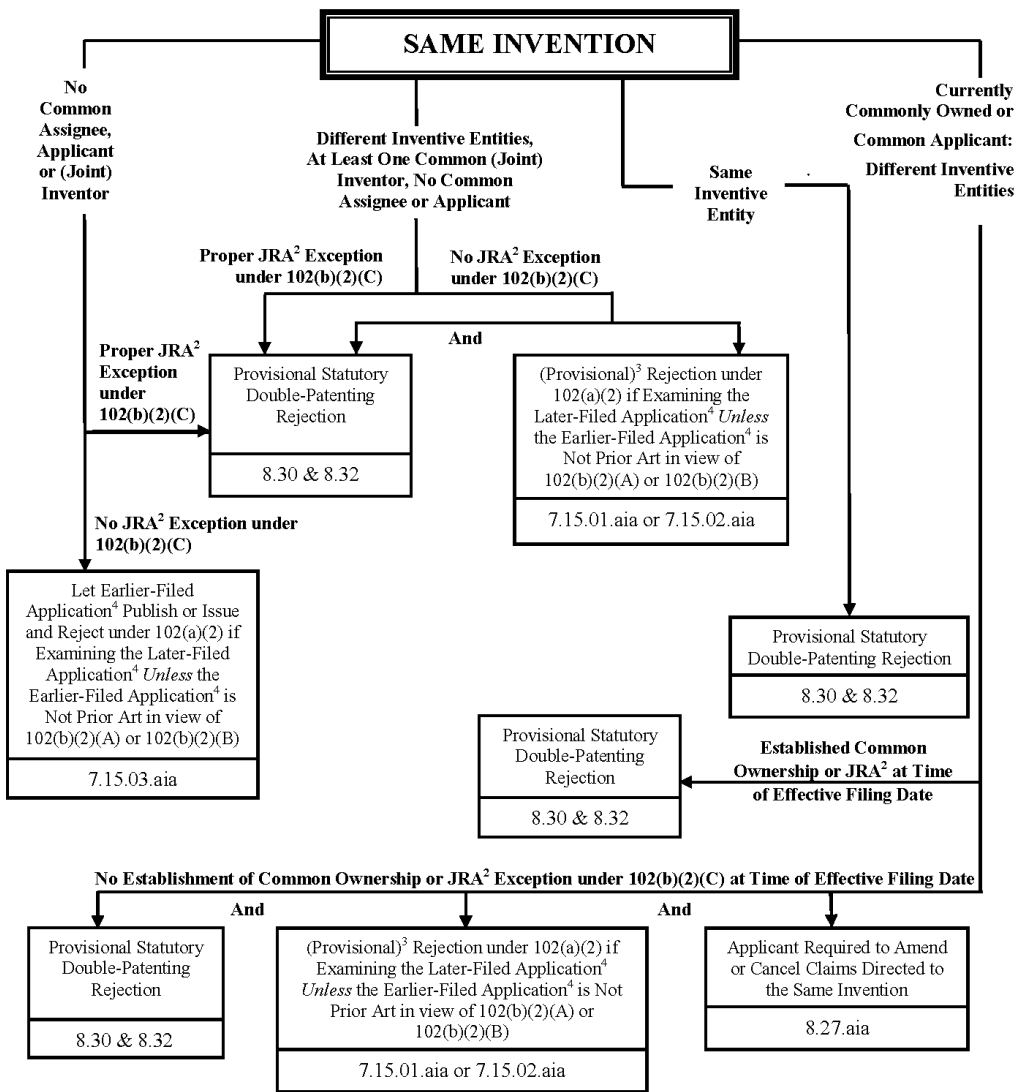 SAME INVENTION
No
Common
Assignee,
Applicant
or (Joint)
Inventor
Different Inventive Entities,
At Least One Common (Joint)
Inventor, No Common
Assignee or Applicant
Same
Inventive
Entity
Currently
Commonly Owned or
Common Applicant:
Different Inventive
Entities
Proper JRA² Exception
under 102(b)(2)(C)
No JRA² Exception
under 102(b)(2)(C)
And
Proper JRA²
Exception
under
102(b)(2)(C)
Provisional Statutory
Double-Patenting
Rejection
8.30 & 8.32
(Provisional)³ Rejection under
102(a)(2) if Examining the
Later-Filed Application⁴ Unless
the Earlier-Filed Application⁴ is
Not Prior Art in view of
102(b)(2)(A) or 102(b)(2)(B)
7.15.01.aia or 7.15.02.aia
No JRA² Exception under
102(b)(2)(C)
Let Earlier-Filed
Application⁴ Publish or Issue
and Reject under 102(a)(2) if
Examining the Later-Filed
Application⁴ Unless the
Earlier-Filed Application⁴ is
Not Prior Art in view of
102(b)(2)(A) or 102(b)(2)(B)
7.15.03.aia
Provisional Statutory
Double-Patenting Rejection
8.30 & 8.32
Provisional Statutory
Double-Patenting
Rejection
8.30 & 8.32
Established Common
Ownership or JRA² at Time
of Effective Filing Date
No Establishment of Common Ownership or JRA² Exception under 102(b)(2)(C) at Time of Effective Filing Date
And
And
Provisional Statutory
Double-Patenting
Rejection
8.30 & 8.32
(Provisional)³ Rejection under 102(a)(2) if
Examining the Later-Filed Application⁴
Unless the Earlier-Filed Application⁴ is Not
Prior Art in view of 102(b)(2)(A) or
102(b)(2)(B)
7.15.01.aia or 7.15.02.aia
Applicant Required to Amend
or Cancel Claims Directed to
the Same Invention
8.27.aia